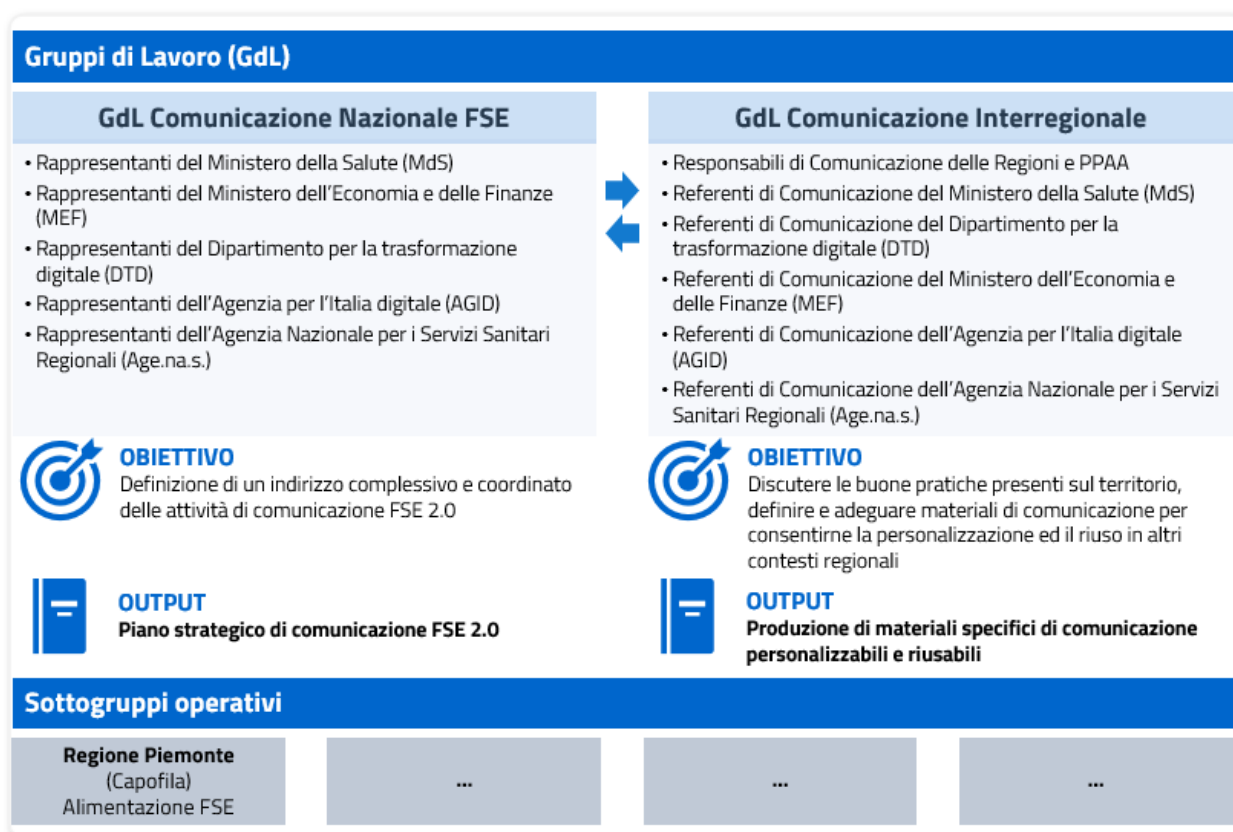 Gruppi di Lavoro (GdL)
GdL Comunicazione Nazionale FSE
• Rappresentanti del Ministero della Salute (MdS)
• Rappresentanti del Ministero dell'Economia e delle Finanze
(MEF)
• Rappresentanti del Dipartimento per la trasformazione
digitale (DTD)
• Rappresentanti dell'Agenzia per l'Italia digitale (AGID)
• Rappresentanti dell'Agenzia Nazionale per i Servizi Sanitari
Regionali (Age.na.s.)
OBIETTIVO
Definizione di un indirizzo complessivo e coordinato
delle attività di comunicazione FSE 2.0
OUTPUT
Piano strategico di comunicazione FSE 2.0
GdL Comunicazione Interregionale
• Responsabili di Comunicazione delle Regioni e PPAA
• Referenti di Comunicazione del Ministero della Salute (MdS)
• Referenti di Comunicazione del Dipartimento per la
trasformazione digitale (DTD)
• Referenti di Comunicazione del Ministero dell'Economia e
delle Finanze (MEF)
• Referenti di Comunicazione dell'Agenzia per l'Italia digitale
(AGID)
• Referenti di Comunicazione dell'Agenzia Nazionale per i Servizi
Sanitari Regionali (Age.na.s.)
OBIETTIVO
Discutere le buone pratiche presenti sul territorio,
definire e adeguare materiali di comunicazione per
consentirne la personalizzazione ed il riuso in altri
contesti regionali
OUTPUT
Produzione di materiali specifici di comunicazione
personalizzabili e riusabili
Sottogruppi operativi
Regione Piemonte
(Capofila)
Alimentazione FSE
...
...
...